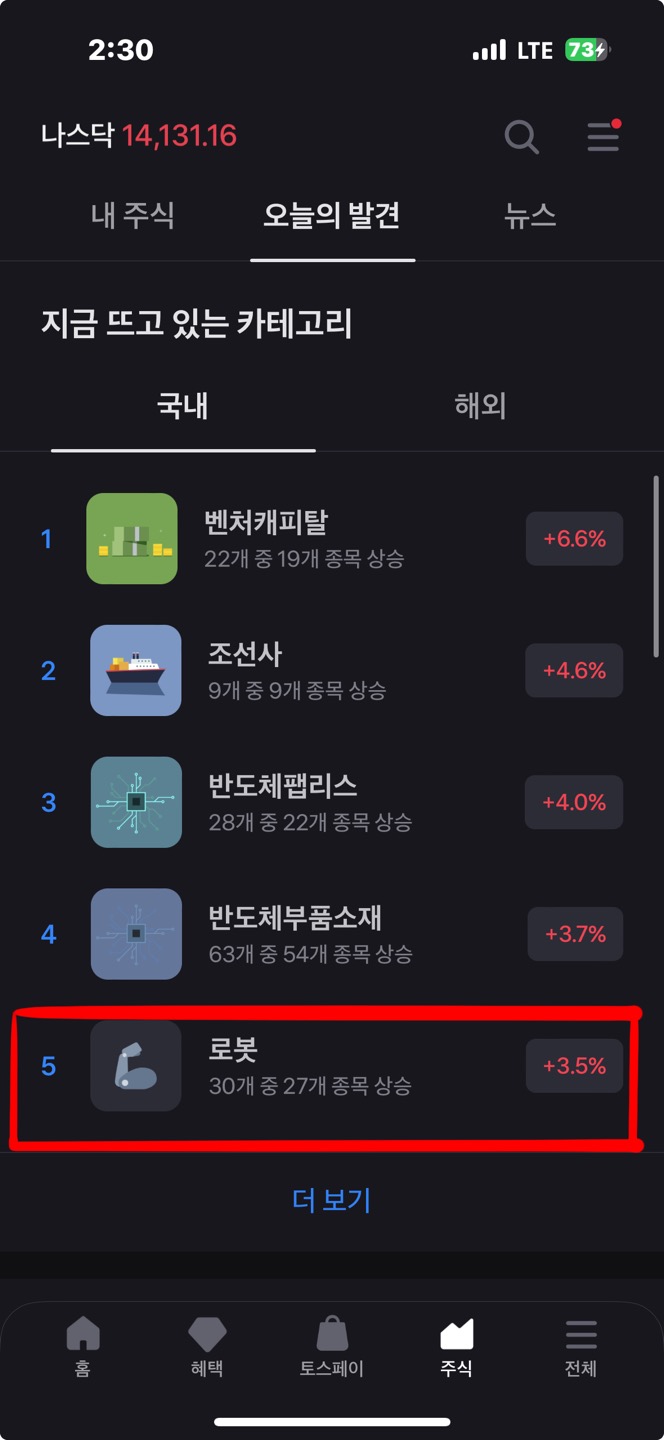 2:30 LTE 73
나스닥 14,131.16
내 주식 오늘의 발견 뉴스
지금 뜨고 있는 카테고리
국내 해외
1 벤처캐피탈 +6.6%
22개 중 19개 종목 상승
2 조선사 +4.6%
9개 중 9개 종목 상승
3 반도체팹리스 +4.0%
28개 중 22개 종목 상승
4 반도체부품소재 +3.7%
63개 중 54개 종목 상승
5 로봇 +3.5%
30개 중 27개 종목 상승
더 보기
홈 혜택 토스페이 주식 전체